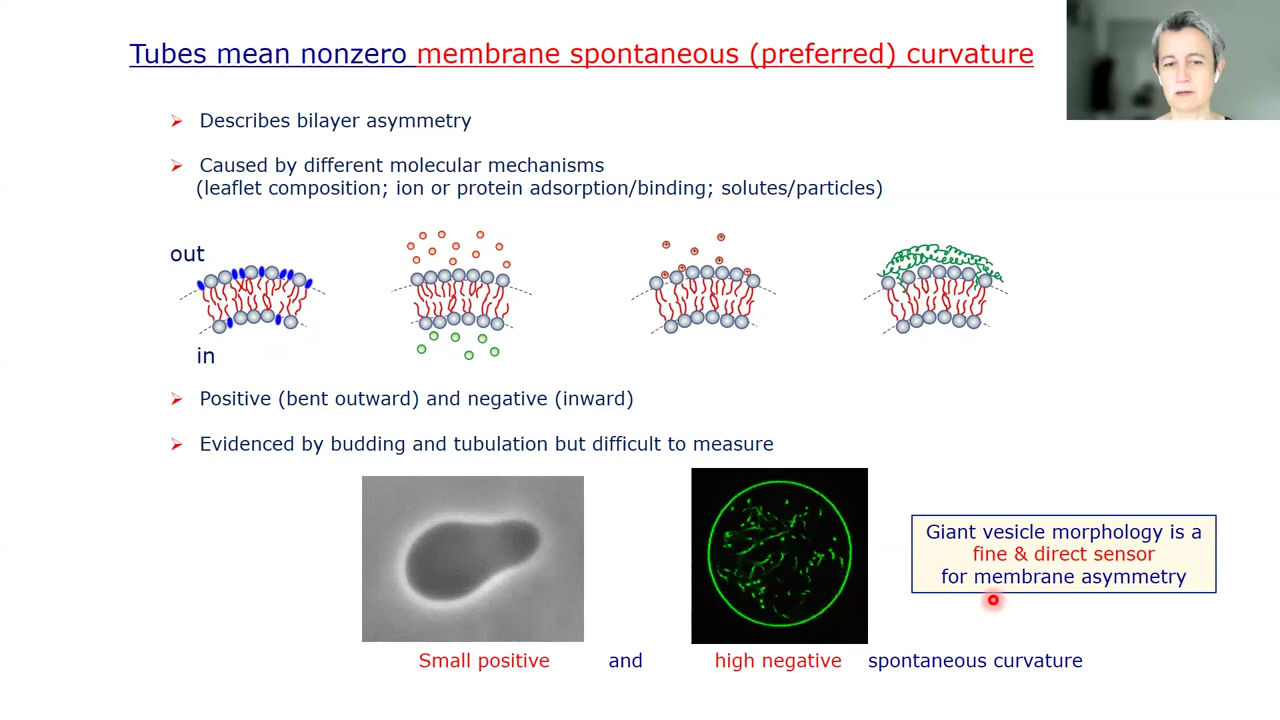 Tubes mean nonzero membrane spontaneous (preferred) curvature
Describes bilayer asymmetry
Caused by different molecular mechanisms
(leaflet composition; ion or protein adsorption/binding; solutes/particles)
out
in
Positive (bent outward) and negative (inward)
Evidenced by budding and tubulation but difficult to measure
Giant vesicle morphology is a
fine & direct sensor
for membrane asymmetry
Small positive and high negative spontaneous curvature